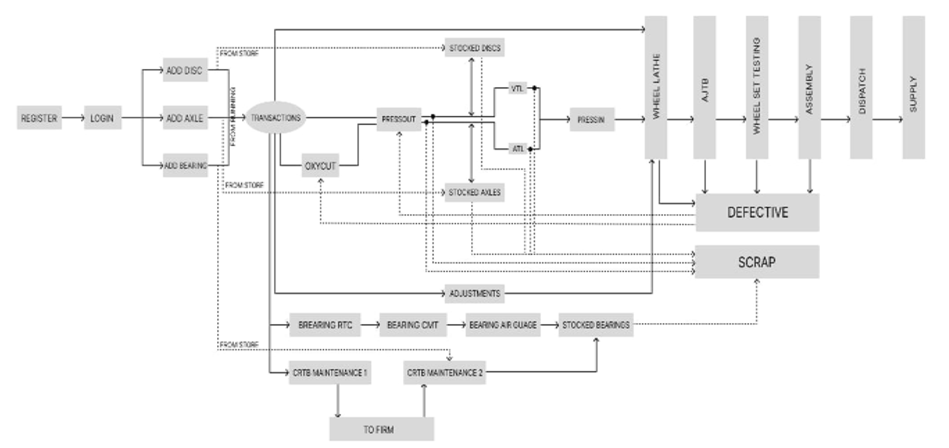 FROM STORE
STOCKED DISCS
ADD DISC
VTL
REGISTER
LOGIN
ADD AXLE
FROM RUNNING
TRANSACTIONS
PRESSOUT
PRESSIN
WHEEL LATHE
AJTB
WHEEL SET TESTING
ASSEMBLY
DISPATCH
SUPPLY
ADD BEARING
OXYCUT
ATL
FROM STORE
STOCKED AXLES
DEFECTIVE
SCRAP
ADJUSTMENTS
BREARING RTC
BEARING CMT
BEARING AIR GUAGE
STOCKED BEARINGS
FROM STORE
CRTB MAINTENANCE 1
CRTB MAINTENANCE 2
TO FIRM